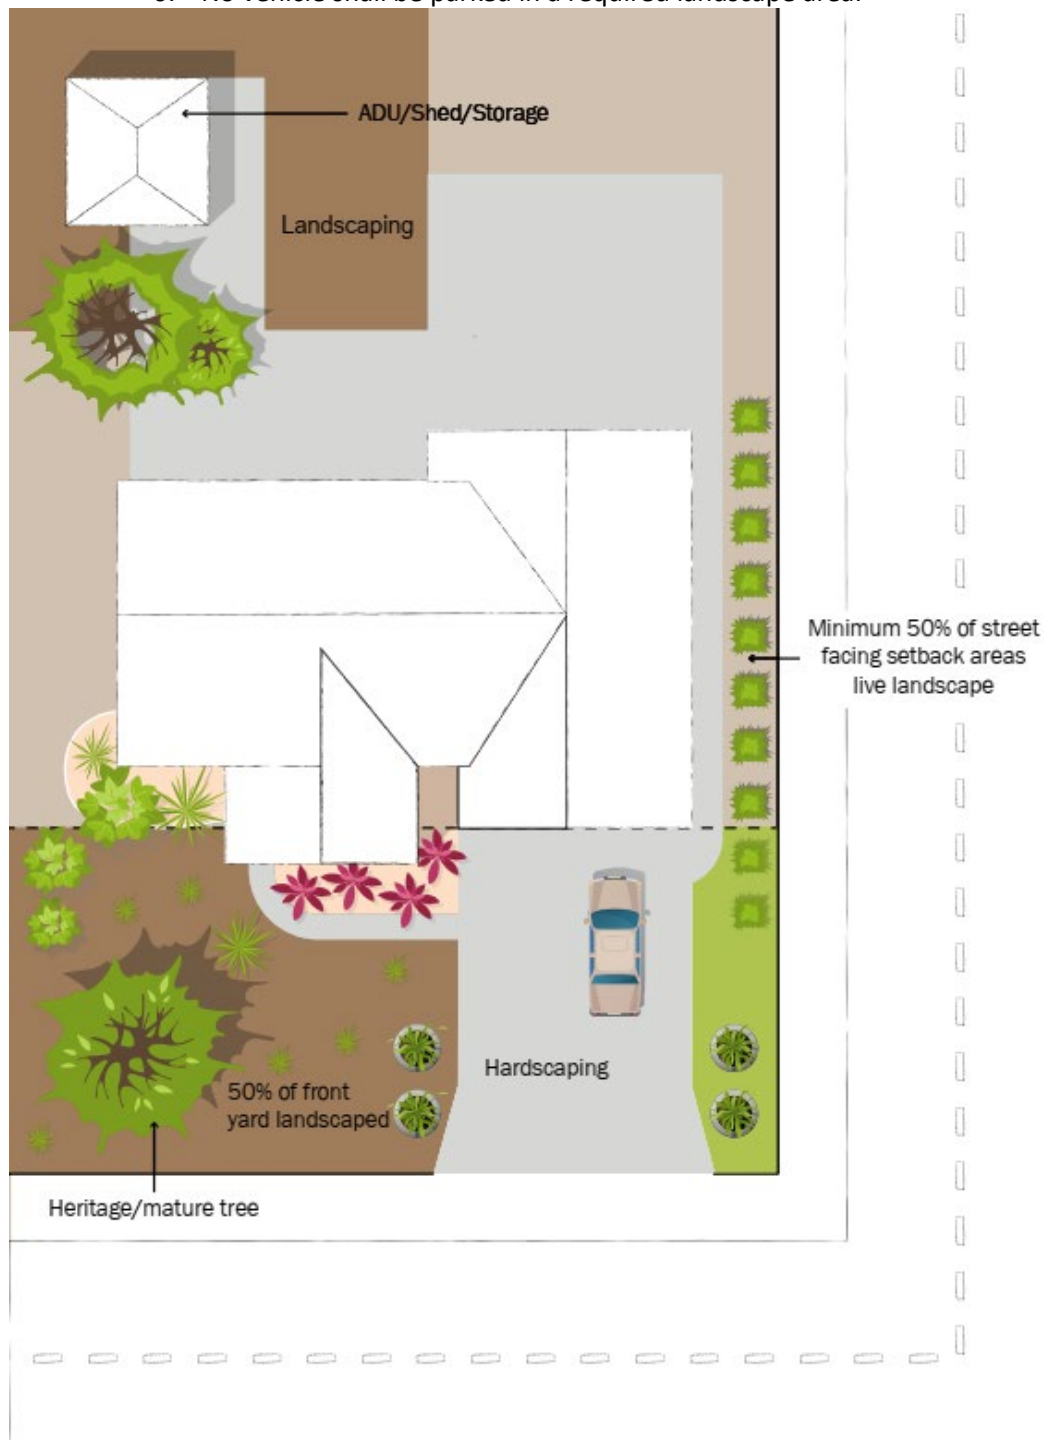 No vehicle shall be parked in a required landscape area.
ADU/Shed/Storage
Landscaping
Minimum 50% of street
facing setback areas
live landscape
Hardscaping
50% of front
yard landscaped
Heritage/mature tree